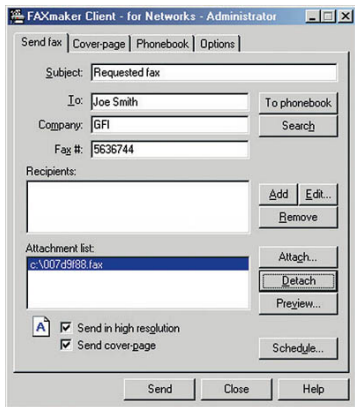 FAXmaker Client - for Networks - Administrator
Send fax Cover-page Phonebook Options
Subject: Requested fax
To: Joe Smith To phonebook
Company: GFI Search
Fax #: 5636744
Recipients:
Add Edit...
Remove
Attachment list:
c:\007d9f88.fax
Attach...
Detach
Preview...
A Send in high resolution
Send cover-page
Schedule...
Send Close Help